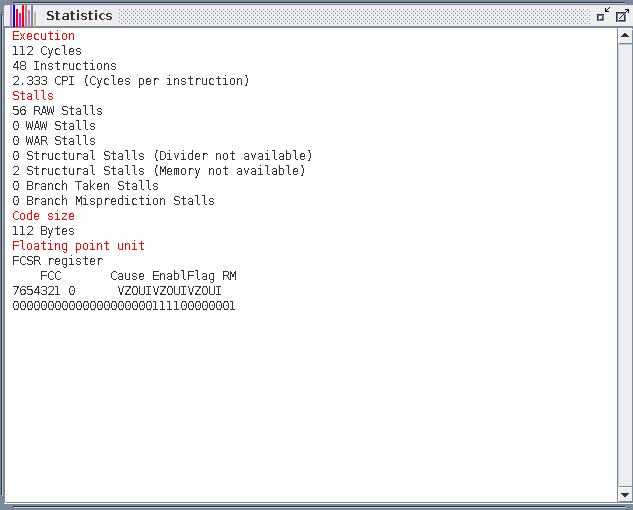 Statistics
Execution
112 Cycles
48 Instructions
2.333 CPI (Cycles per instruction)
Stalls
56 RAW Stalls
0 WAW Stalls
0 WAR Stalls
0 Structural Stalls (Divider not available)
2 Structural Stalls (Memory not available)
0 Branch Taken Stalls
0 Branch Misprediction Stalls
Code size
112 Bytes
Floating point unit
FCSR register
FCC Cause EnablFlag RM
7654321 0 VZOUIVZOUIVZOUI
00000000000000000000111100000001